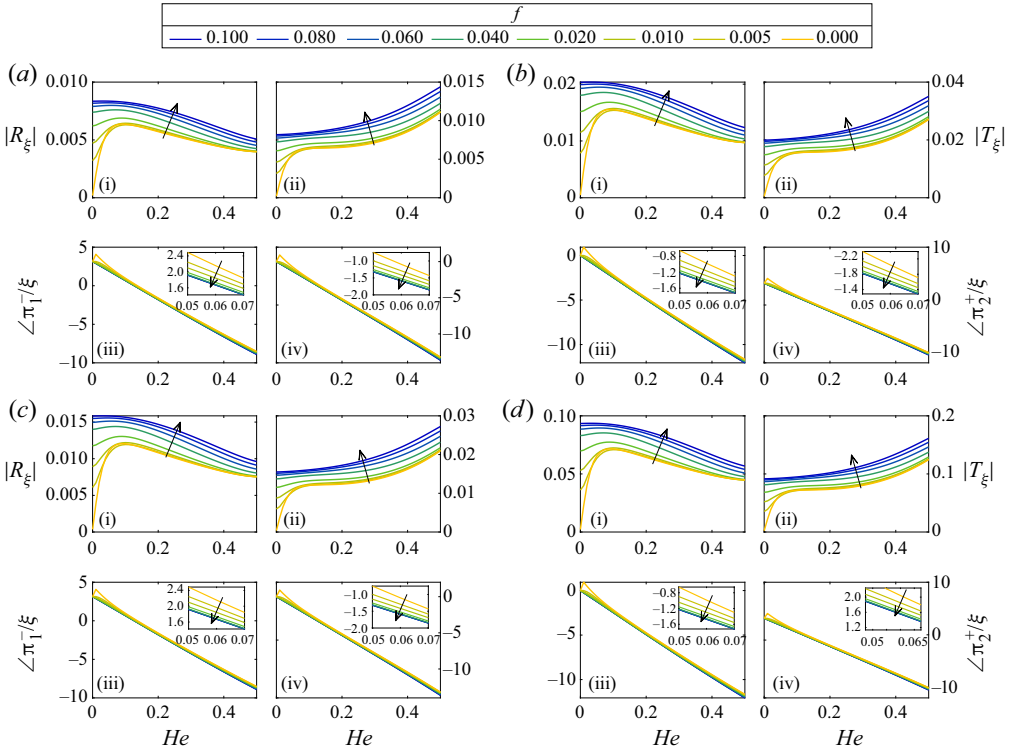 f
0.100 0.080 0.060 0.040 0.020 0.010 0.005 0.000
(a) (b)
0.010 0.015 0.02 0.04
|R_ξ| 0.005 0.010 0.005 0.01 0.02 |T_ξ|
0 (i) (ii) 0 0 (i) (ii) 0
0 0.2 0.4 0 0.2 0.4 0 0.2 0.4 0 0.2 0.4
5 2.4 2.0 1.6 0.05 0.06 0.07 −1.0 −1.5 −2.0 0.05 0.06 0.07 0 0 −0.8 −1.2 −1.6 0.05 0.06 0.07 −2.2 −1.8 −1.4 0.05 0.06 0.07 10
∠π₁⁻/ξ 0 −5 −5 0 ∠π₂⁺/ξ
−10 (iii) (iv) −10 −10 (iii) (iv) −10
0 0.2 0.4 0 0.2 0.4 0 0.2 0.4 0 0.2 0.4
(c) (d)
0.015 0.03 0.10 0.2
|R_ξ| 0.010 0.005 0.02 0.01 0.05 0.1 |T_ξ|
0 (i) (ii) 0 0 (i) (ii) 0
0 0.2 0.4 0 0.2 0.4 0 0.2 0.4 0 0.2 0.4
5 2.4 2.0 1.6 0.05 0.06 0.07 −1.0 −1.5 −2.0 0.05 0.06 0.07 0 0 −0.8 −1.2 −1.6 0.05 0.06 0.07 2.0 1.6 1.2 0.05 0.065 10
∠π₁⁻/ξ 0 −5 −5 0 ∠π₂⁺/ξ
−10 (iii) (iv) −10 −10 (iii) (iv) −10
0 0.2 0.4 0 0.2 0.4 0 0.2 0.4 0 0.2 0.4
He He He He